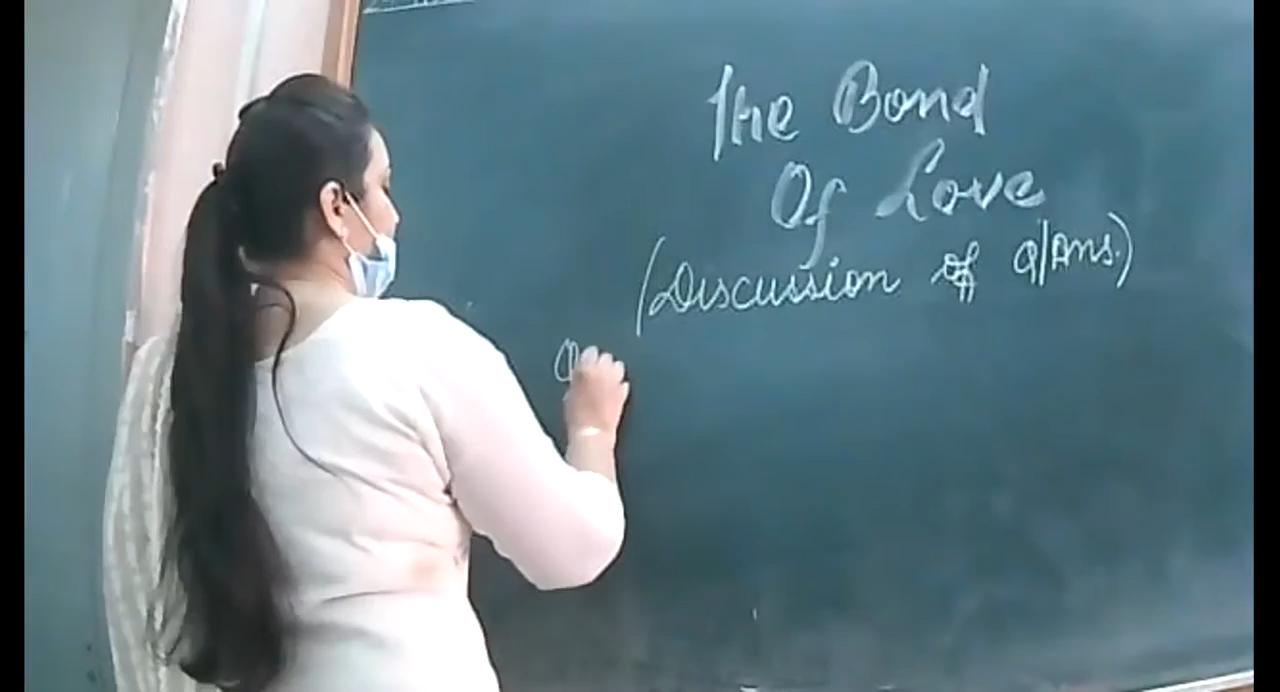 The Bond
Of Love
(Discussion of Q/Ans.)
Q